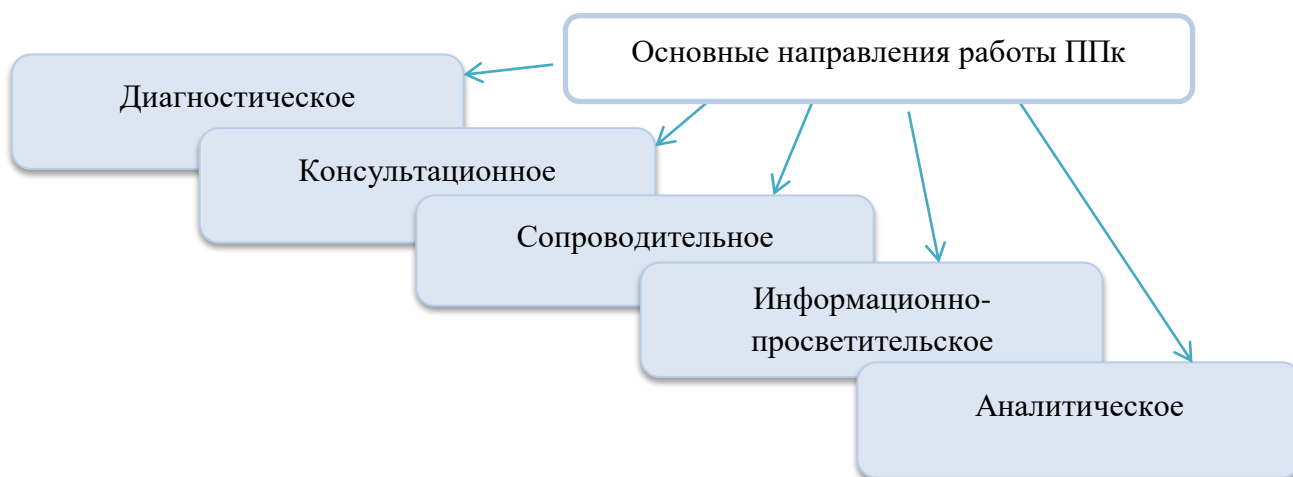 Основные направления работы ППк
Диагностическое
Консультационное
Сопроводительное
Информационно-
просветительское
Аналитическое